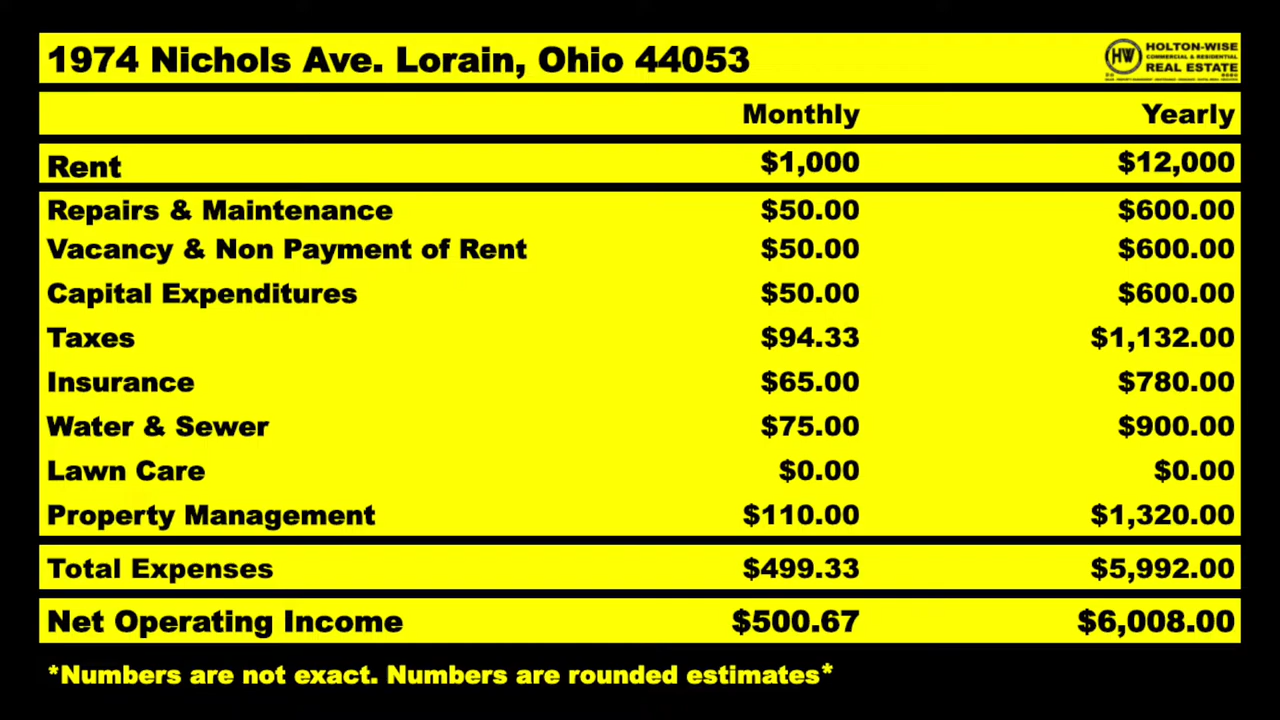 1974 Nichols Ave. Lorain, Ohio 44053
HOLTON-WISE
COMMERCIAL & RESIDENTIAL
REAL ESTATE
HW
Monthly Yearly
Rent $1,000 $12,000
Repairs & Maintenance $50.00 $600.00
Vacancy & Non Payment of Rent $50.00 $600.00
Capital Expenditures $50.00 $600.00
Taxes $94.33 $1,132.00
Insurance $65.00 $780.00
Water & Sewer $75.00 $900.00
Lawn Care $0.00 $0.00
Property Management $110.00 $1,320.00
Total Expenses $499.33 $5,992.00
Net Operating Income $500.67 $6,008.00
*Numbers are not exact. Numbers are rounded estimates*